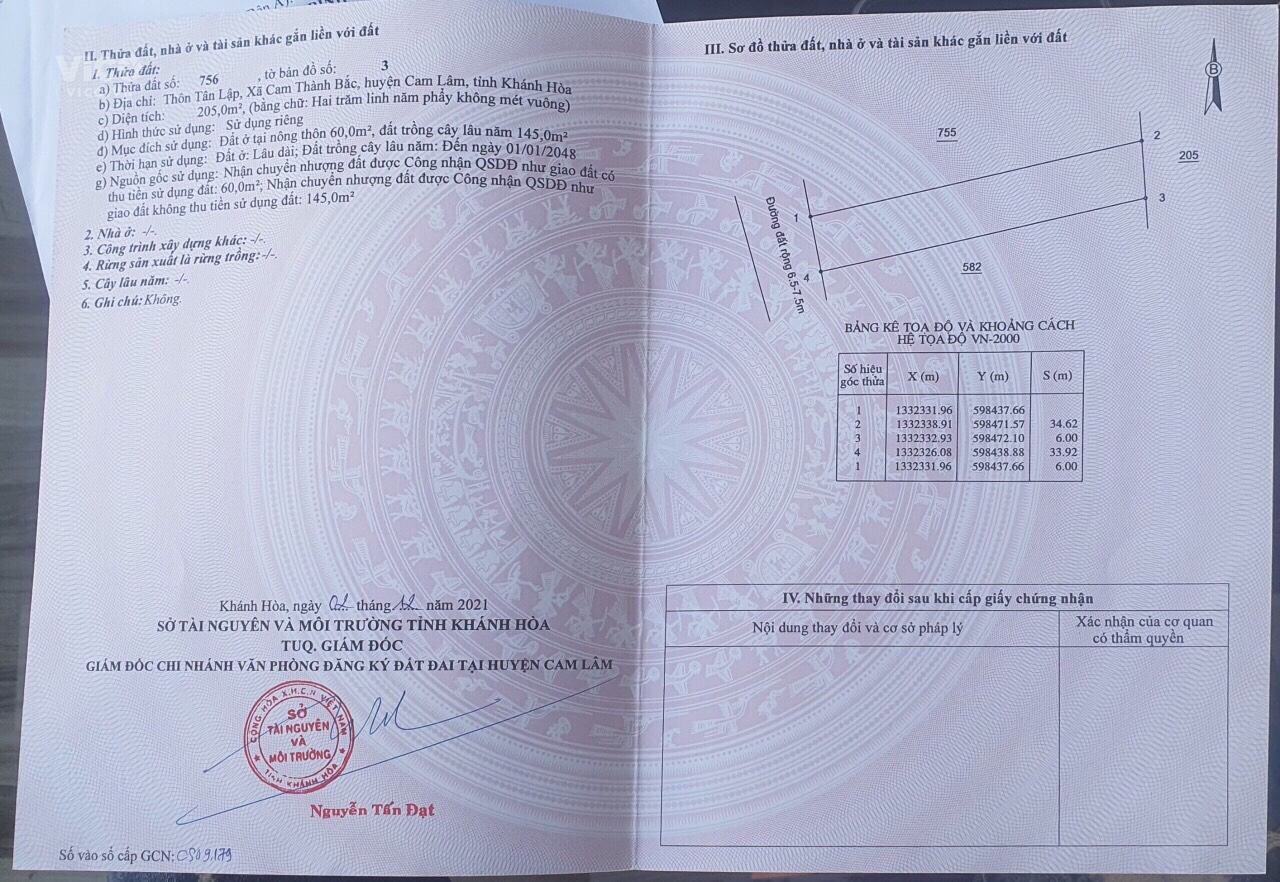 II. Thửa đất, nhà ở và tài sản khác gắn liền với đất
1. Thửa đất:
a) Thửa đất số: 756 , tờ bản đồ số: 3
b) Địa chỉ: Thôn Tân Lập, Xã Cam Thành Bắc, huyện Cam Lâm, tỉnh Khánh Hòa
c) Diện tích: 205,0m², (bằng chữ: Hai trăm linh năm phẩy không mét vuông)
d) Hình thức sử dụng: Sử dụng riêng
đ) Mục đích sử dụng: Đất ở tại nông thôn 60,0m², đất trồng cây lâu năm 145,0m²
e) Thời hạn sử dụng: Đất ở: Lâu dài; Đất trồng cây lâu năm: Đến ngày 01/01/2048
g) Nguồn gốc sử dụng: Nhận chuyển nhượng đất được Công nhận QSDĐ như giao đất có
thu tiền sử dụng đất: 60,0m²; Nhận chuyển nhượng đất được Công nhận QSDĐ như
giao đất không thu tiền sử dụng đất: 145,0m²
2. Nhà ở: -/-.
3. Công trình xây dựng khác: -/-.
4. Rừng sản xuất là rừng trồng: -/-.
5. Cây lâu năm: -/-.
6. Ghi chú: Không.
Khánh Hòa, ngày 02 tháng 12 năm 2021
SỞ TÀI NGUYÊN VÀ MÔI TRƯỜNG TỈNH KHÁNH HÒA
TUQ. GIÁM ĐỐC
GIÁM ĐỐC CHI NHÁNH VĂN PHÒNG ĐĂNG KÝ ĐẤT ĐAI TẠI HUYỆN CAM LÂM
CỘNG HÒA X.H.C.N VIỆT NAM
SỞ
TÀI NGUYÊN
VÀ
MÔI TRƯỜNG
TỈNH KHÁNH HÒA
Nguyễn Tấn Đạt
Số vào sổ cấp GCN:
III. Sơ đồ thửa đất, nhà ở và tài sản khác gắn liền với đất
B
755
2
205
3
1
Đường đất rộng 6.5-7.5m
4
582
BẢNG KÊ TỌA ĐỘ VÀ KHOẢNG CÁCH
HỆ TỌA ĐỘ VN-2000
Số hiệu góc thửa X (m) Y (m) S (m)
1 1332331.96 598437.66
2 1332338.91 598471.57 34.62
3 1332332.93 598472.10 6.00
4 1332326.08 598438.88 33.92
1 1332331.96 598437.66 6.00
IV. Những thay đổi sau khi cấp giấy chứng nhận
Nội dung thay đổi và cơ sở pháp lý
Xác nhận của cơ quan
có thẩm quyền